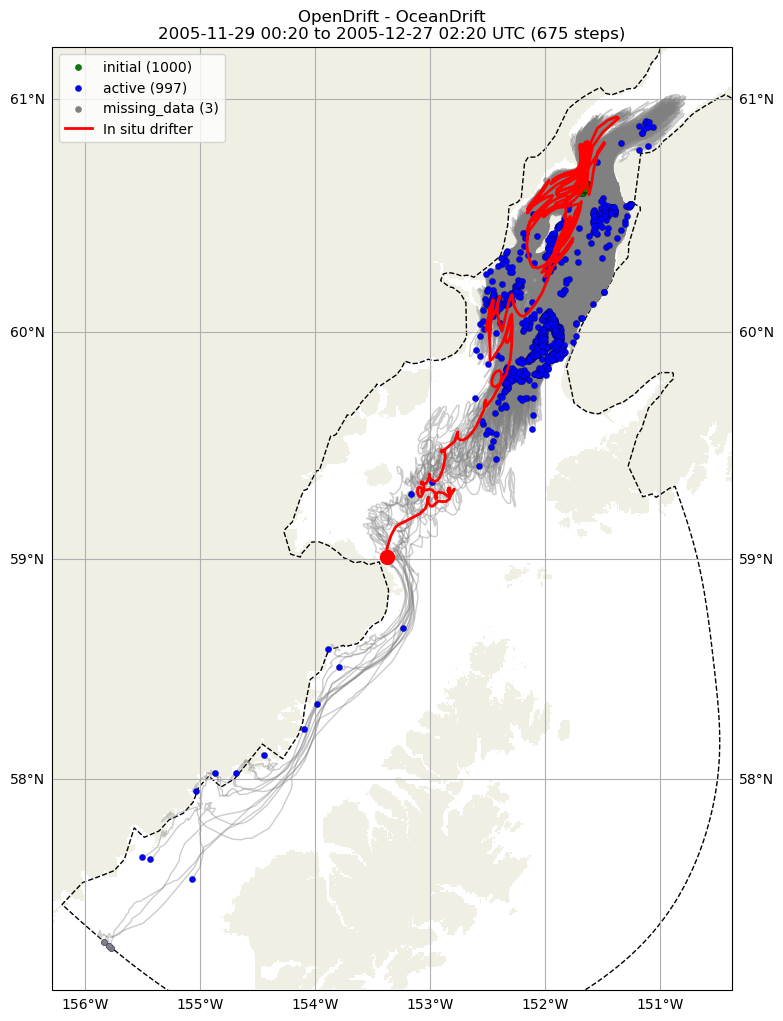 OpenDrift - OceanDrift
2005-11-29 00:20 to 2005-12-27 02:20 UTC (675 steps)
initial (1000)
active (997)
missing_data (3)
In situ drifter
61°N 61°N
60°N 60°N
59°N 59°N
58°N 58°N
156°W 155°W 154°W 153°W 152°W 151°W